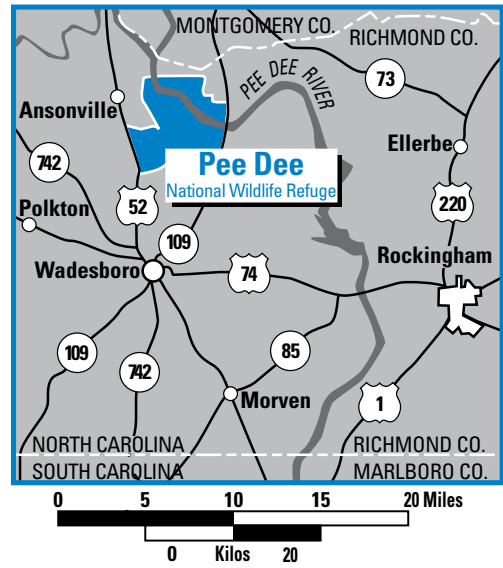 MONTGOMERY CO.
RICHMOND CO.
PEE DEE RIVER
73
Ansonville
Ellerbe
742
Pee Dee
National Wildlife Refuge
52
220
Polkton
109
Wadesboro
74
Rockingham
109
742
85
Morven
1
NORTH CAROLINA
RICHMOND CO.
SOUTH CAROLINA
MARLBORO CO.
0 5 10 15 20 Miles
0 Kilos 20